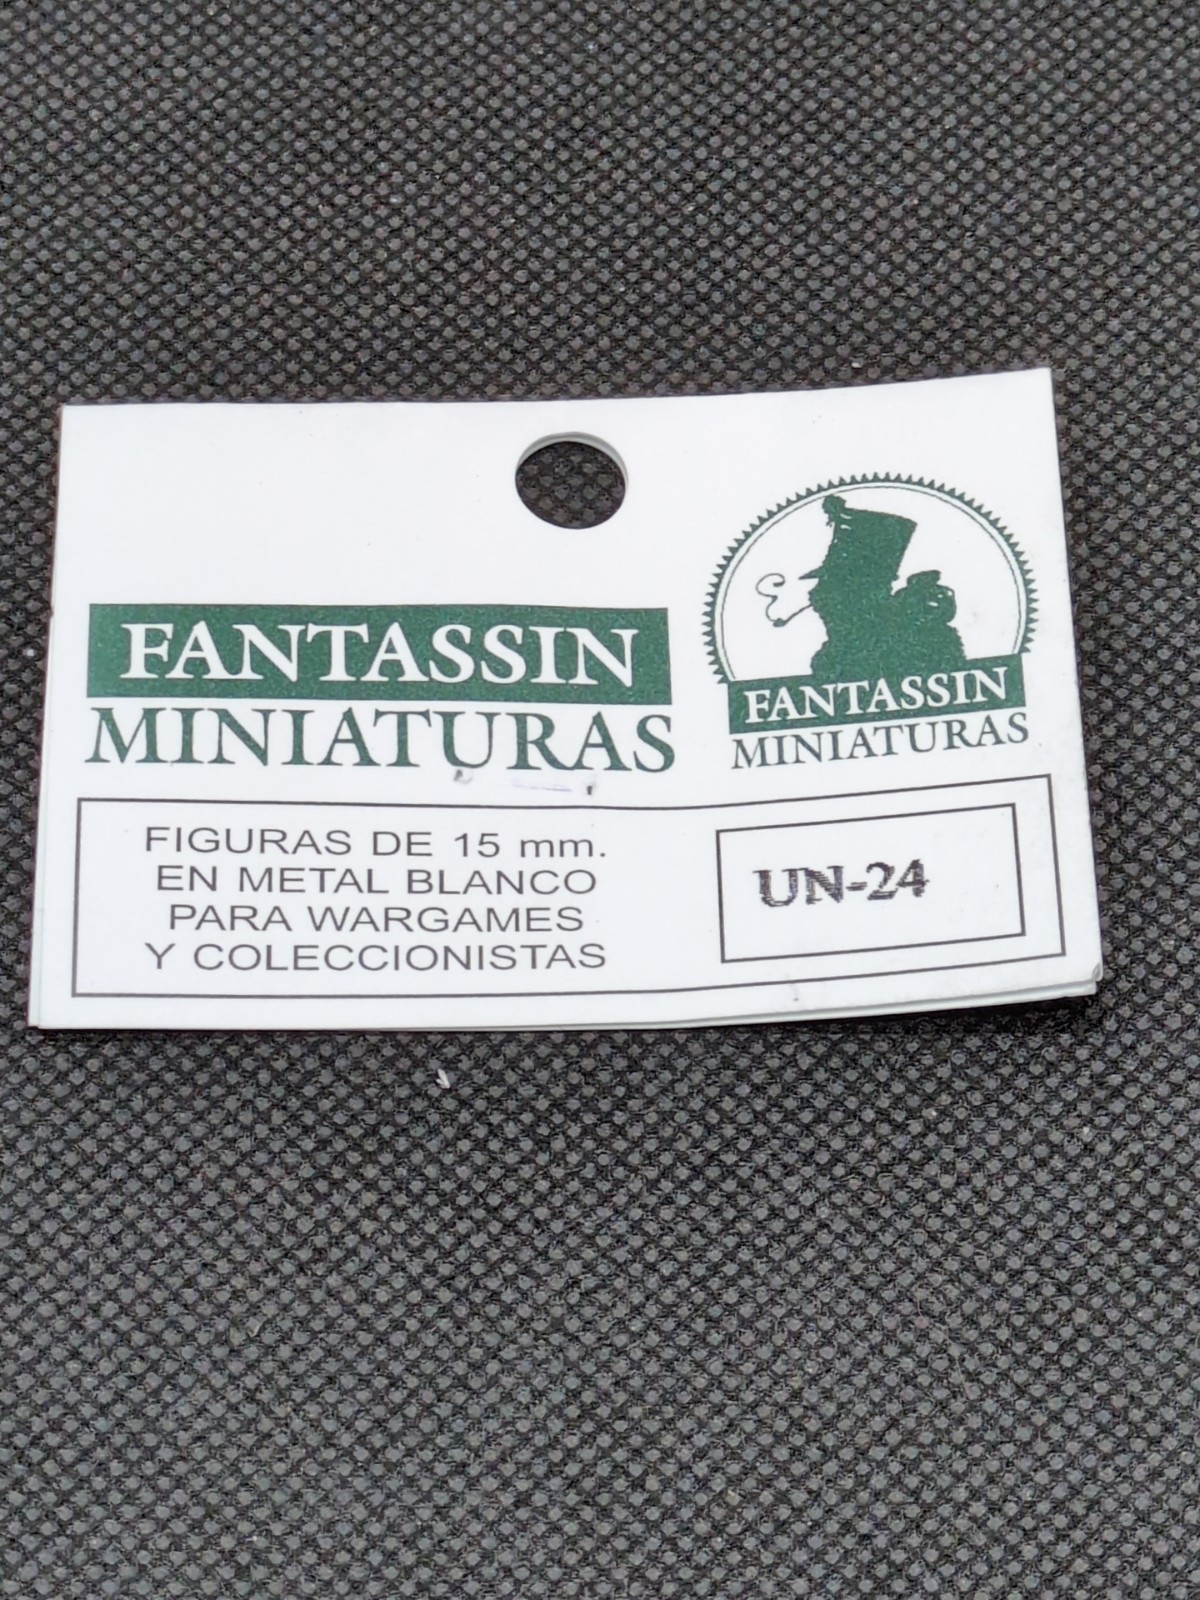 FANTASSIN
MINIATURAS
FANTASSIN
MINIATURAS
FIGURAS DE 15 mm.
EN METAL BLANCO
PARA WARGAMES
Y COLECCIONISTAS
UN-24